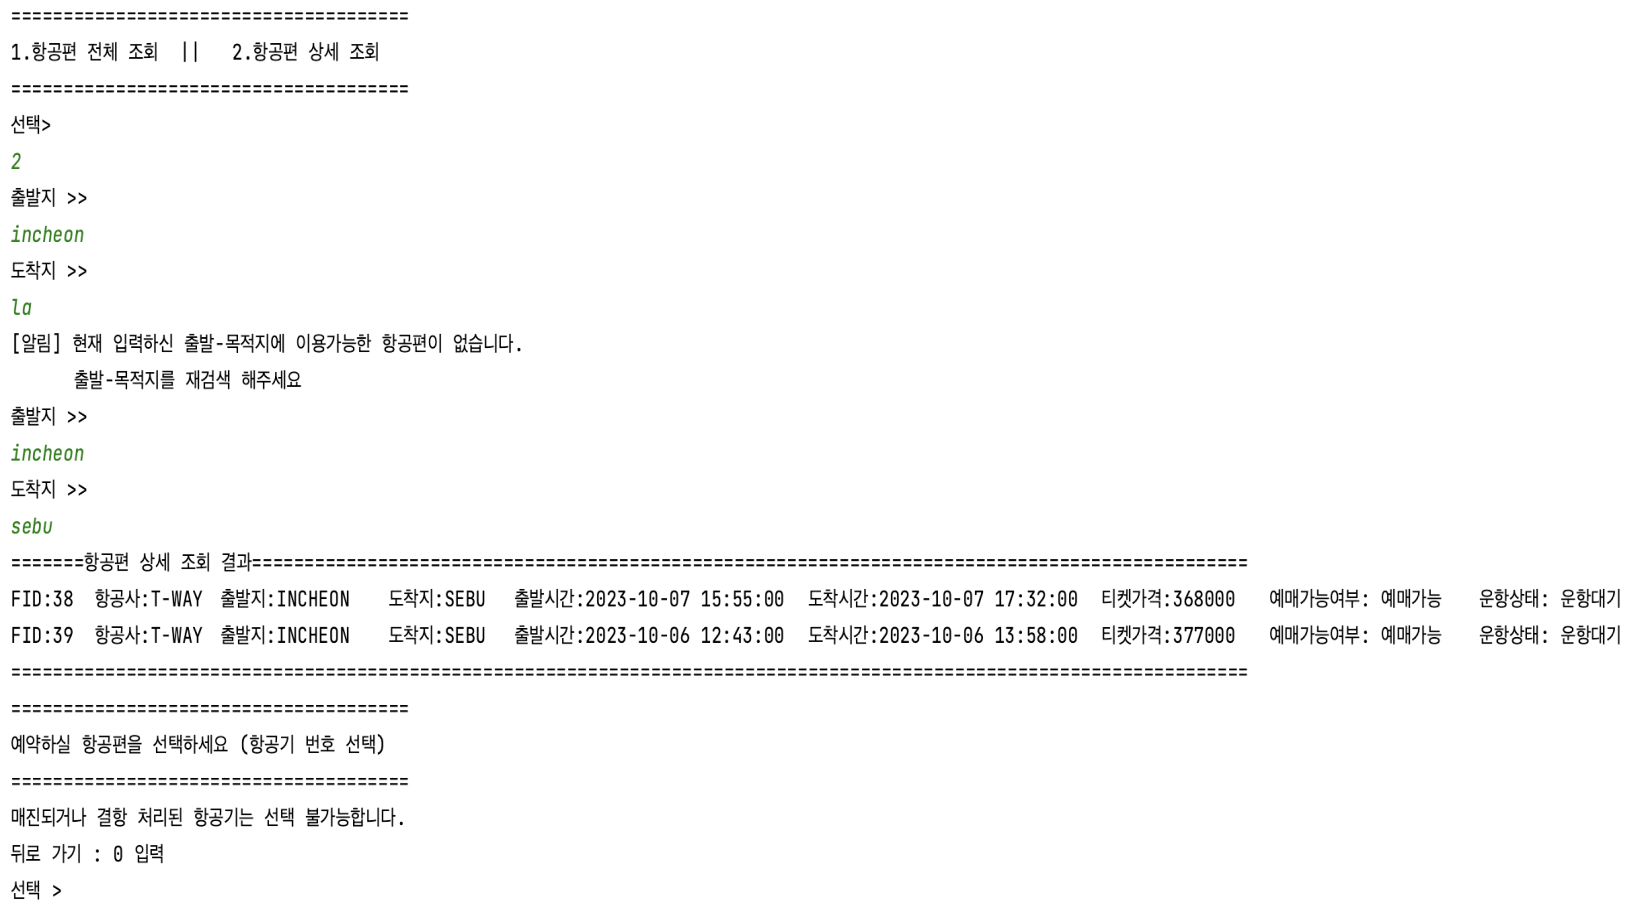 ======================================
1.항공편 전체 조회  ||   2.항공편 상세 조회
======================================
선택>
2
출발지 >>
incheon
도착지 >>
la
[알림] 현재 입력하신 출발-목적지에 이용가능한 항공편이 없습니다.
      출발-목적지를 재검색 해주세요
출발지 >>
incheon
도착지 >>
sebu
=======항공편 상세 조회 결과===============================================================================================
FID:38  항공사:T-WAY  출발지:INCHEON    도착지:SEBU   출발시간:2023-10-07 15:55:00  도착시간:2023-10-07 17:32:00  티켓가격:368000   예매가능여부: 예매가능    운항상태: 운항대기
FID:39  항공사:T-WAY  출발지:INCHEON    도착지:SEBU   출발시간:2023-10-06 12:43:00  도착시간:2023-10-06 13:58:00  티켓가격:377000   예매가능여부: 예매가능    운항상태: 운항대기
======================================================================================================================
======================================
예약하실 항공편을 선택하세요 (항공기 번호 선택)
======================================
매진되거나 결항 처리된 항공기는 선택 불가능합니다.
뒤로 가기 : 0 입력
선택 >